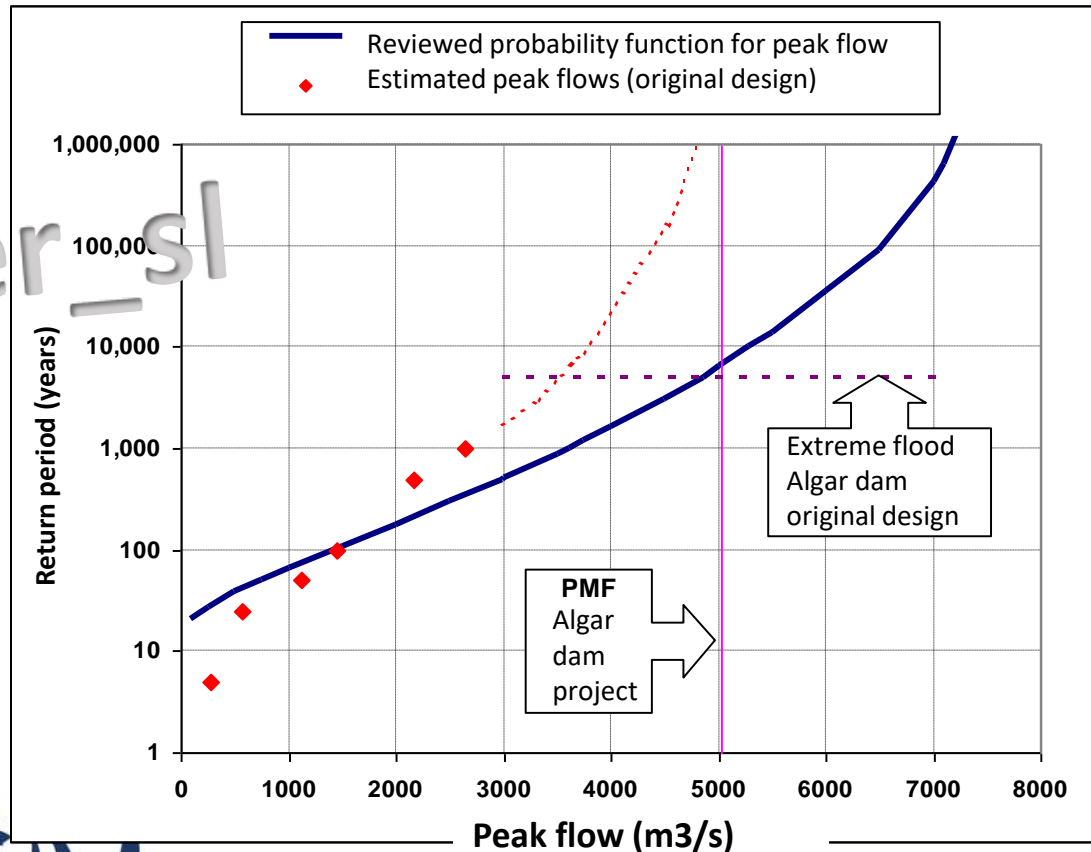 Reviewed probability function for peak flow
Estimated peak flows (original design)
1,000,000
100,000
10,000
1,000
100
10
1
Return period (years)
er_sl
Extreme flood
Algar dam
original design
PMF
Algar
dam
project
0 1000 2000 3000 4000 5000 6000 7000 8000
Peak flow (m3/s)